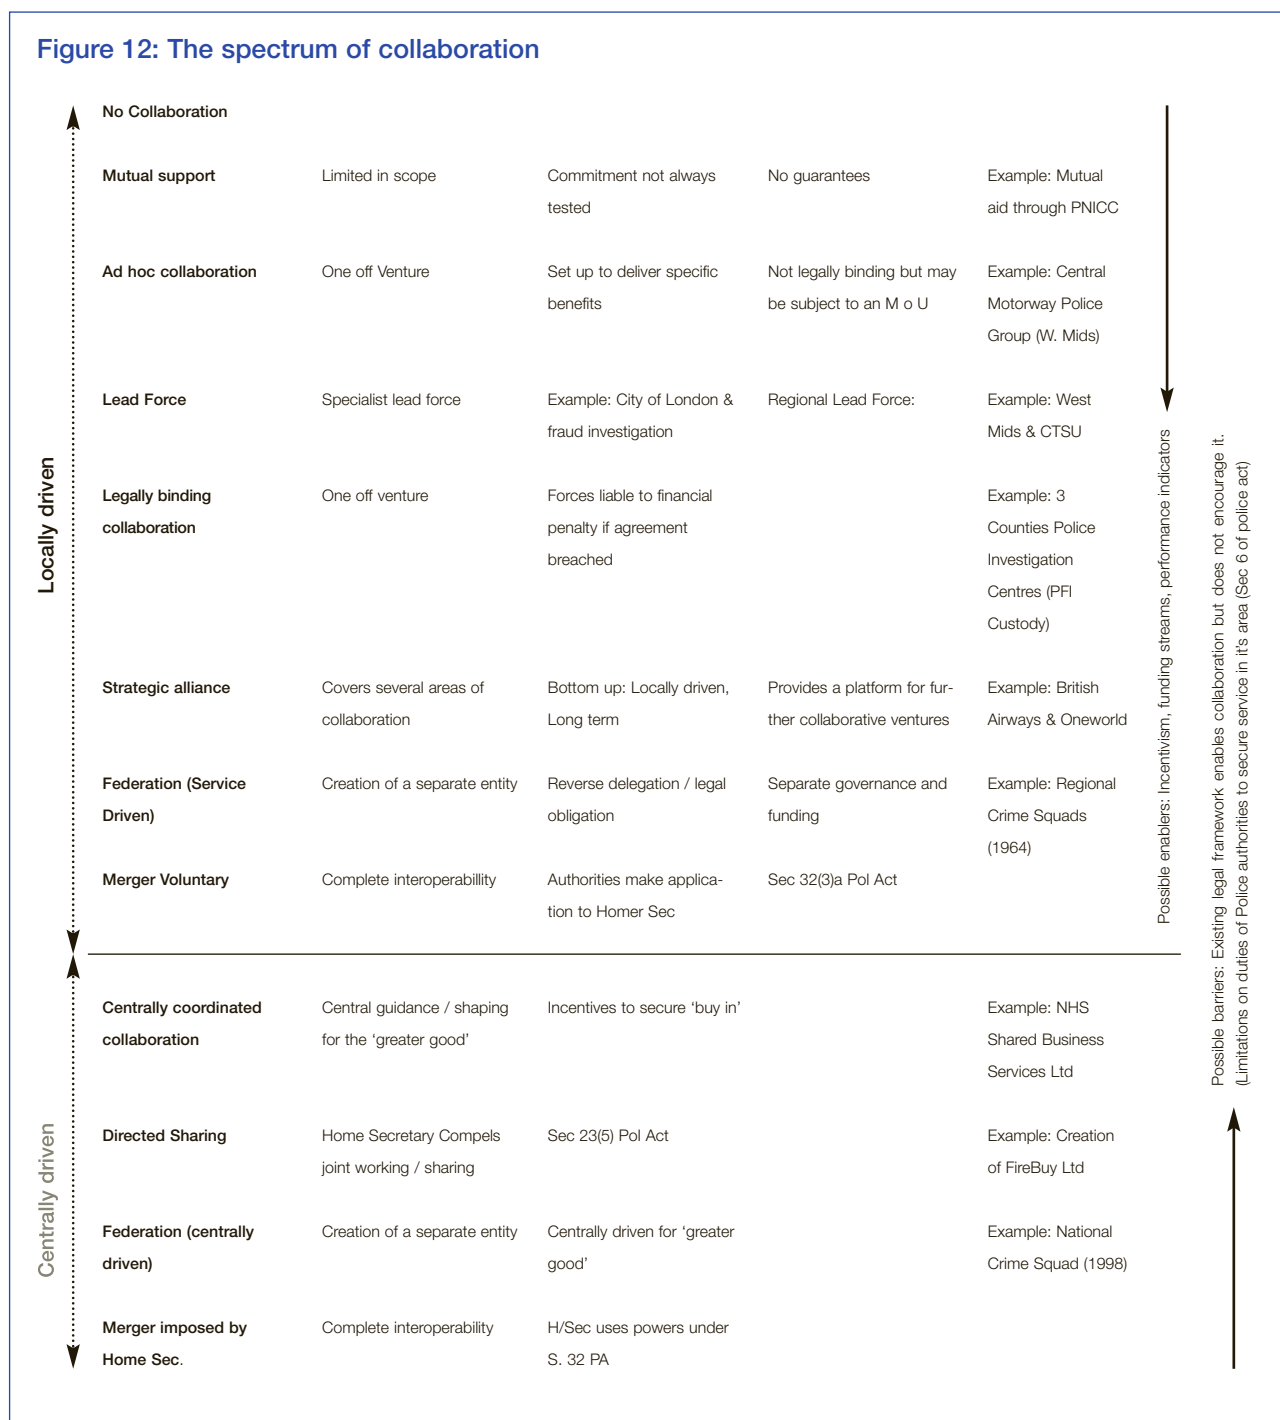 Figure 12: The spectrum of collaboration
Locally driven
No Collaboration
Mutual support
Limited in scope
Commitment not always
tested
No guarantees
Example: Mutual
aid through PNICC
Ad hoc collaboration
One off Venture
Set up to deliver specific
benefits
Not legally binding but may
be subject to an M o U
Example: Central
Motorway Police
Group (W. Mids)
Lead Force
Specialist lead force
Example: City of London &
fraud investigation
Regional Lead Force:
Example: West
Mids & CTSU
Legally binding
collaboration
One off venture
Forces liable to financial
penalty if agreement
breached
Example: 3
Counties Police
Investigation
Centres (PFI
Custody)
Strategic alliance
Covers several areas of
collaboration
Bottom up: Locally driven,
Long term
Provides a platform for fur-
ther collaborative ventures
Example: British
Airways & Oneworld
Federation (Service
Driven)
Creation of a separate entity
Reverse delegation / legal
obligation
Separate governance and
funding
Example: Regional
Crime Squads
(1964)
Merger Voluntary
Complete interoperabillity
Authorities make applica-
tion to Homer Sec
Sec 32(3)a Pol Act
Centrally driven
Centrally coordinated
collaboration
Central guidance / shaping
for the ‘greater good’
Incentives to secure ‘buy in’
Example: NHS
Shared Business
Services Ltd
Directed Sharing
Home Secretary Compels
joint working / sharing
Sec 23(5) Pol Act
Example: Creation
of FireBuy Ltd
Federation (centrally
driven)
Creation of a separate entity
Centrally driven for ‘greater
good’
Example: National
Crime Squad (1998)
Merger imposed by
Home Sec.
Complete interoperability
H/Sec uses powers under
S. 32 PA
Possible enablers: Incentivism, funding streams, performance indicators
Possible barriers: Existing legal framework enables collaboration but does not encourage it.
(Limitations on duties of Police authorities to secure service in it’s area (Sec 6 of police act)